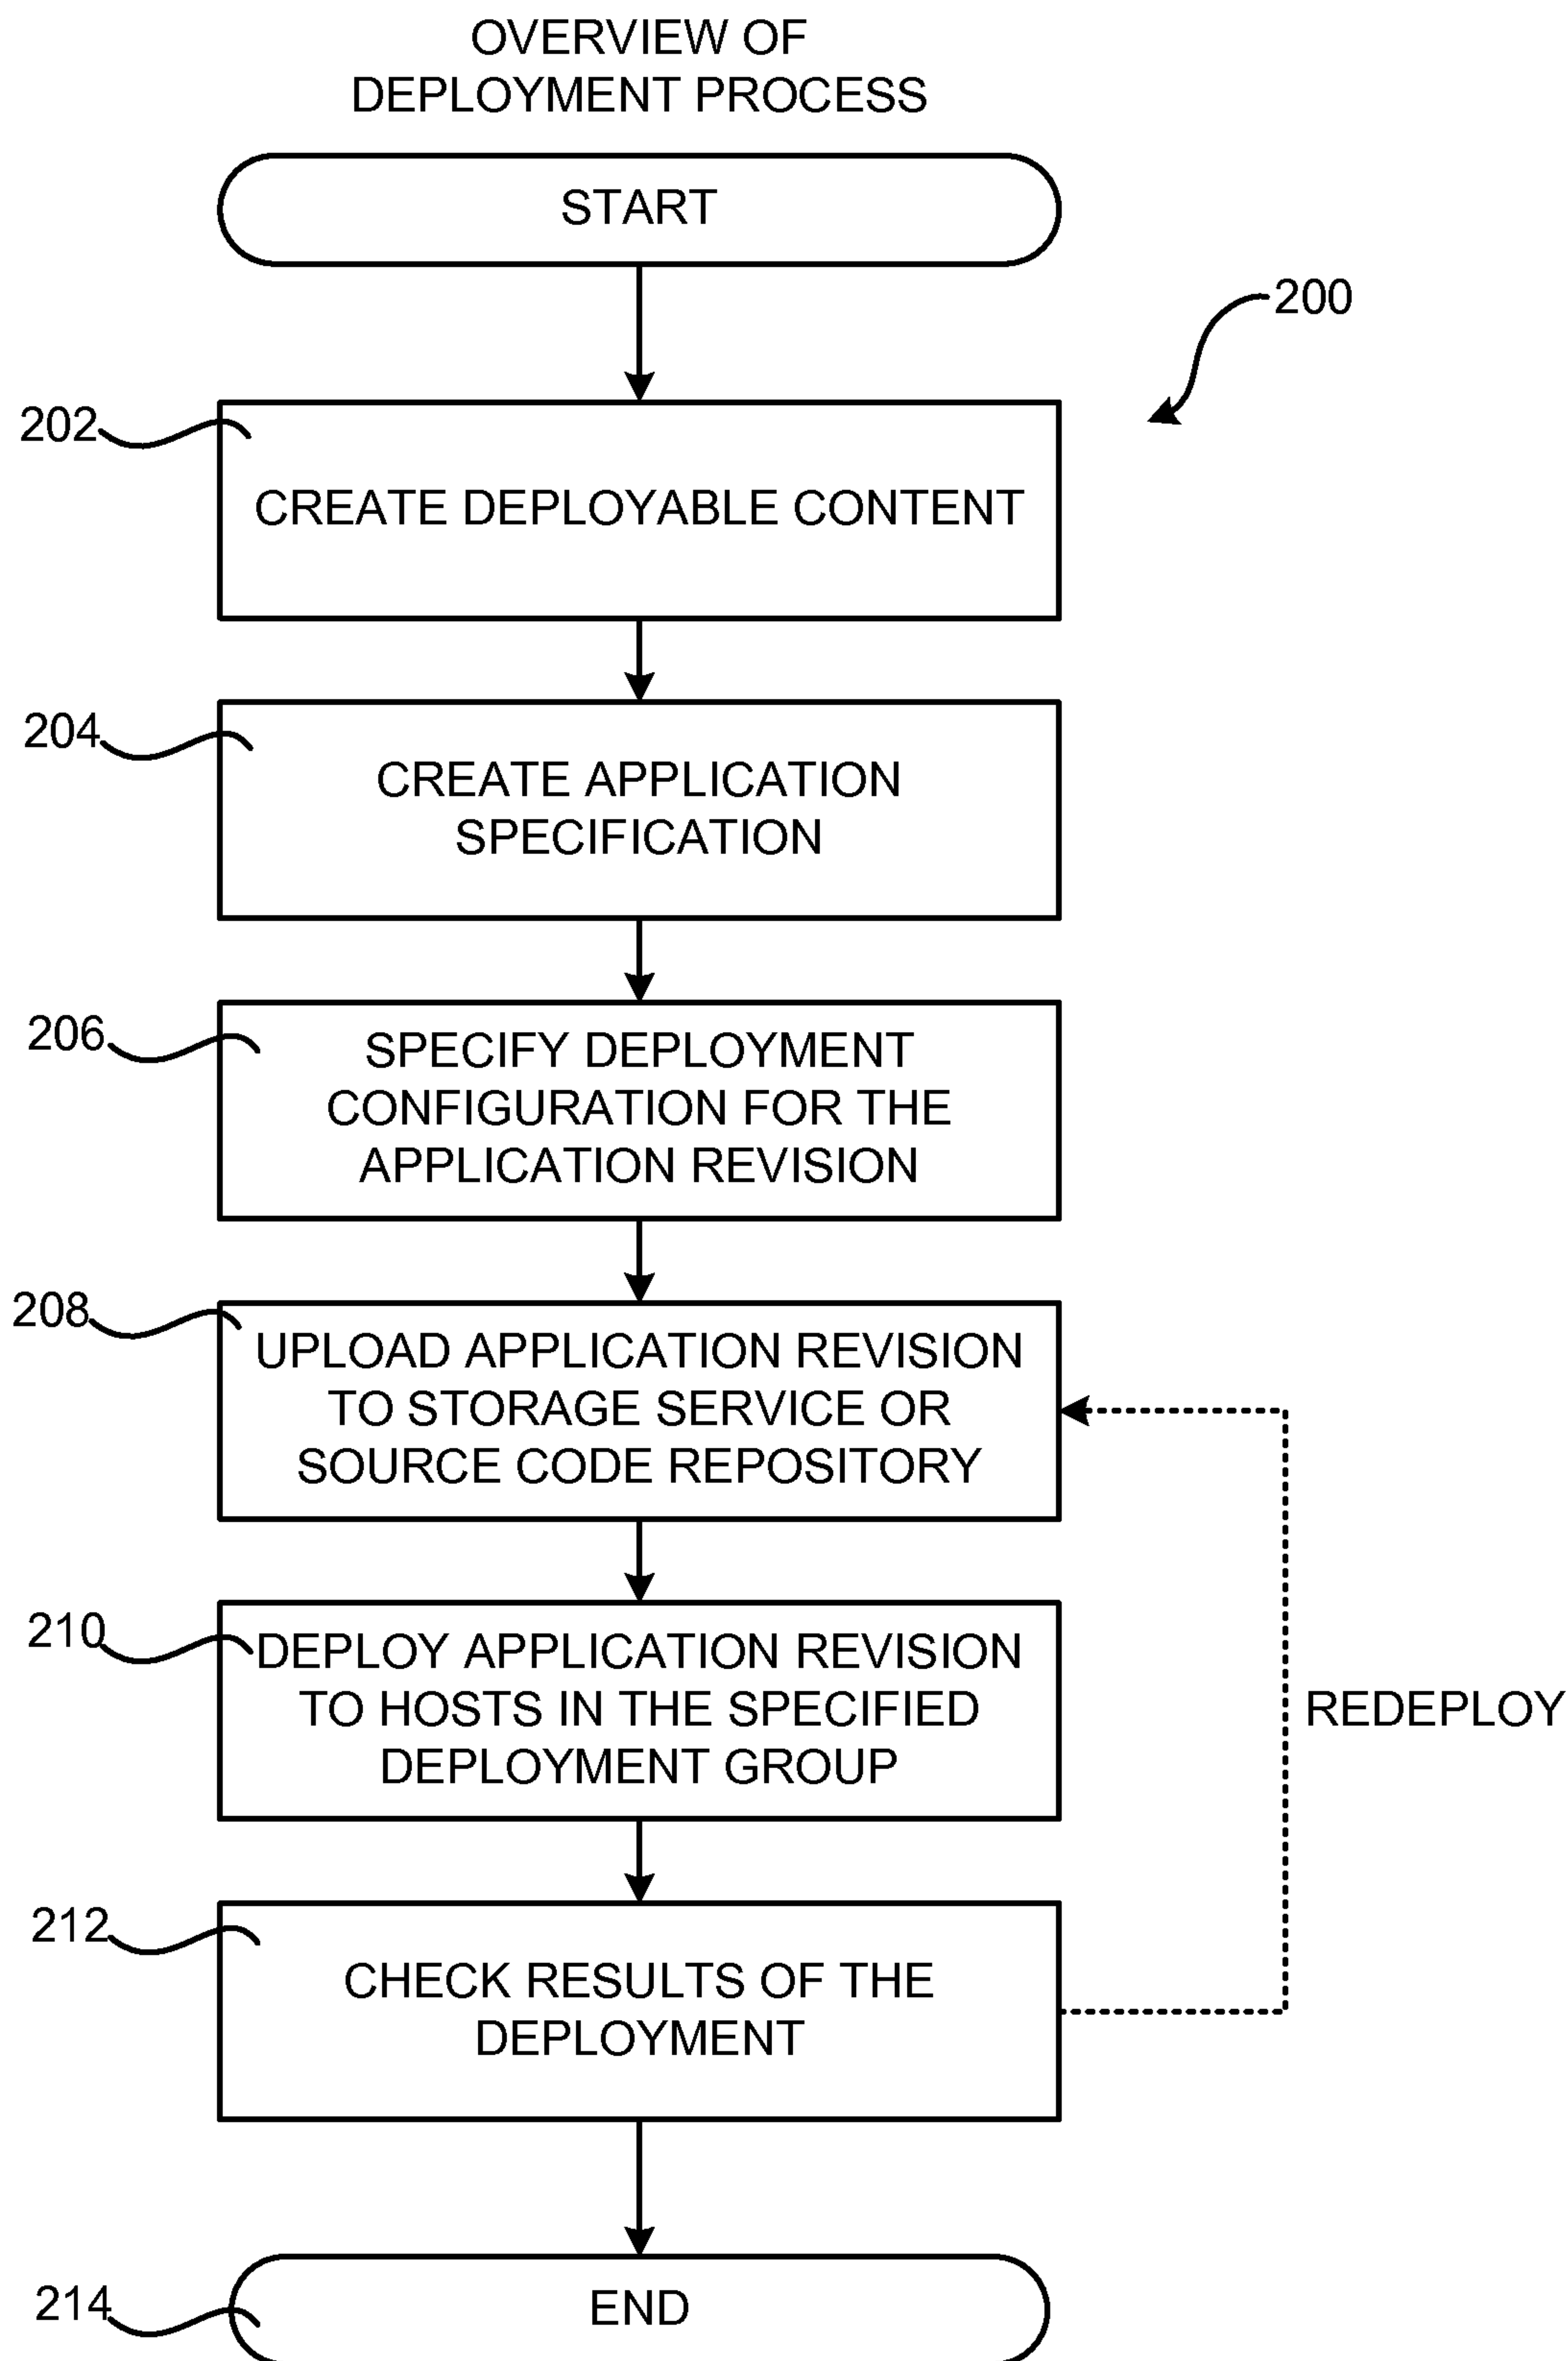 OVERVIEW OF
DEPLOYMENT PROCESS
START
200
202
CREATE DEPLOYABLE CONTENT
204
CREATE APPLICATION
SPECIFICATION
206
SPECIFY DEPLOYMENT
CONFIGURATION FOR THE
APPLICATION REVISION
208
UPLOAD APPLICATION REVISION
TO STORAGE SERVICE OR
SOURCE CODE REPOSITORY
210
DEPLOY APPLICATION REVISION
TO HOSTS IN THE SPECIFIED
DEPLOYMENT GROUP
REDEPLOY
212
CHECK RESULTS OF THE
DEPLOYMENT
214
END